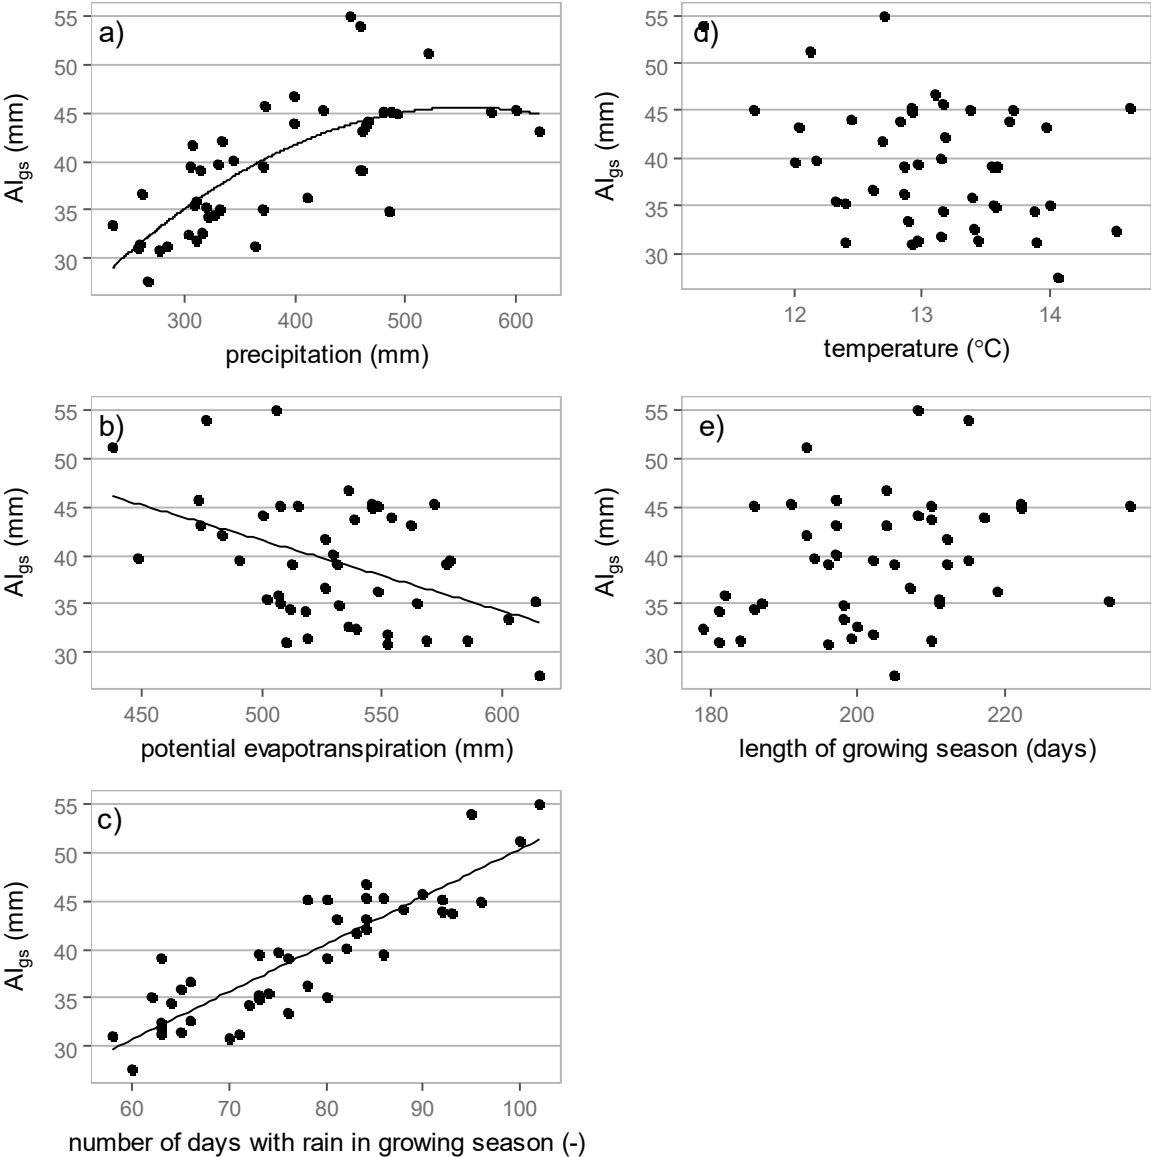 a)
55
50
45
40
35
30
AIgs (mm)
300 400 500 600
precipitation (mm)
d)
55
50
45
40
35
30
AIgs (mm)
12 13 14
temperature (°C)
b)
55
50
45
40
35
30
AIgs (mm)
450 500 550 600
potential evapotranspiration (mm)
e)
55
50
45
40
35
30
AIgs (mm)
180 200 220
length of growing season (days)
c)
55
50
45
40
35
30
AIgs (mm)
60 70 80 90 100
number of days with rain in growing season (-)